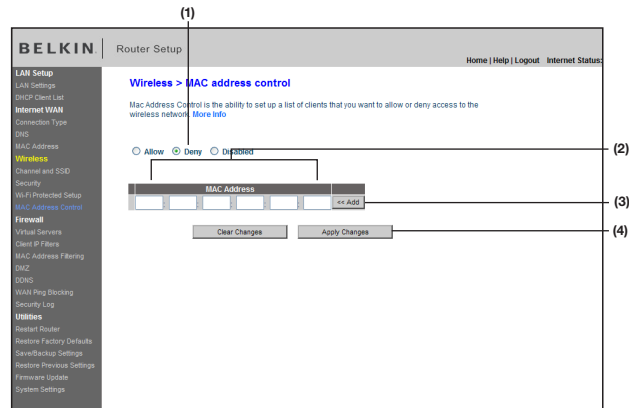 (1)
BELKIN. Router Setup
Home | Help | Logout Internet Status:
LAN Setup
LAN Settings
DHCP Client List
Internet WAN
Connection Type
DNS
MAC Address
Wireless
Channel and SSID
Security
Wi-Fi Protected Setup
MAC Address Control
Firewall
Virtual Servers
Client IP Filters
MAC Address Filtering
DMZ
DDNS
WAN Ping Blocking
Security Log
Utilities
Restart Router
Restore Factory Defaults
Save/Backup Settings
Restore Previous Settings
Firmware Update
System Settings
Wireless > MAC address control
Mac Address Control is the ability to set up a list of clients that you want to allow or deny access to the
wireless network. More Info
Allow Deny Disabled
(2)
MAC Address
: : : : : << Add
(3)
Clear Changes Apply Changes
(4)